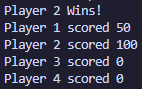 Player 2 Wins!
Player 1 scored 50
Player 2 scored 100
Player 3 scored 0
Player 4 scored 0